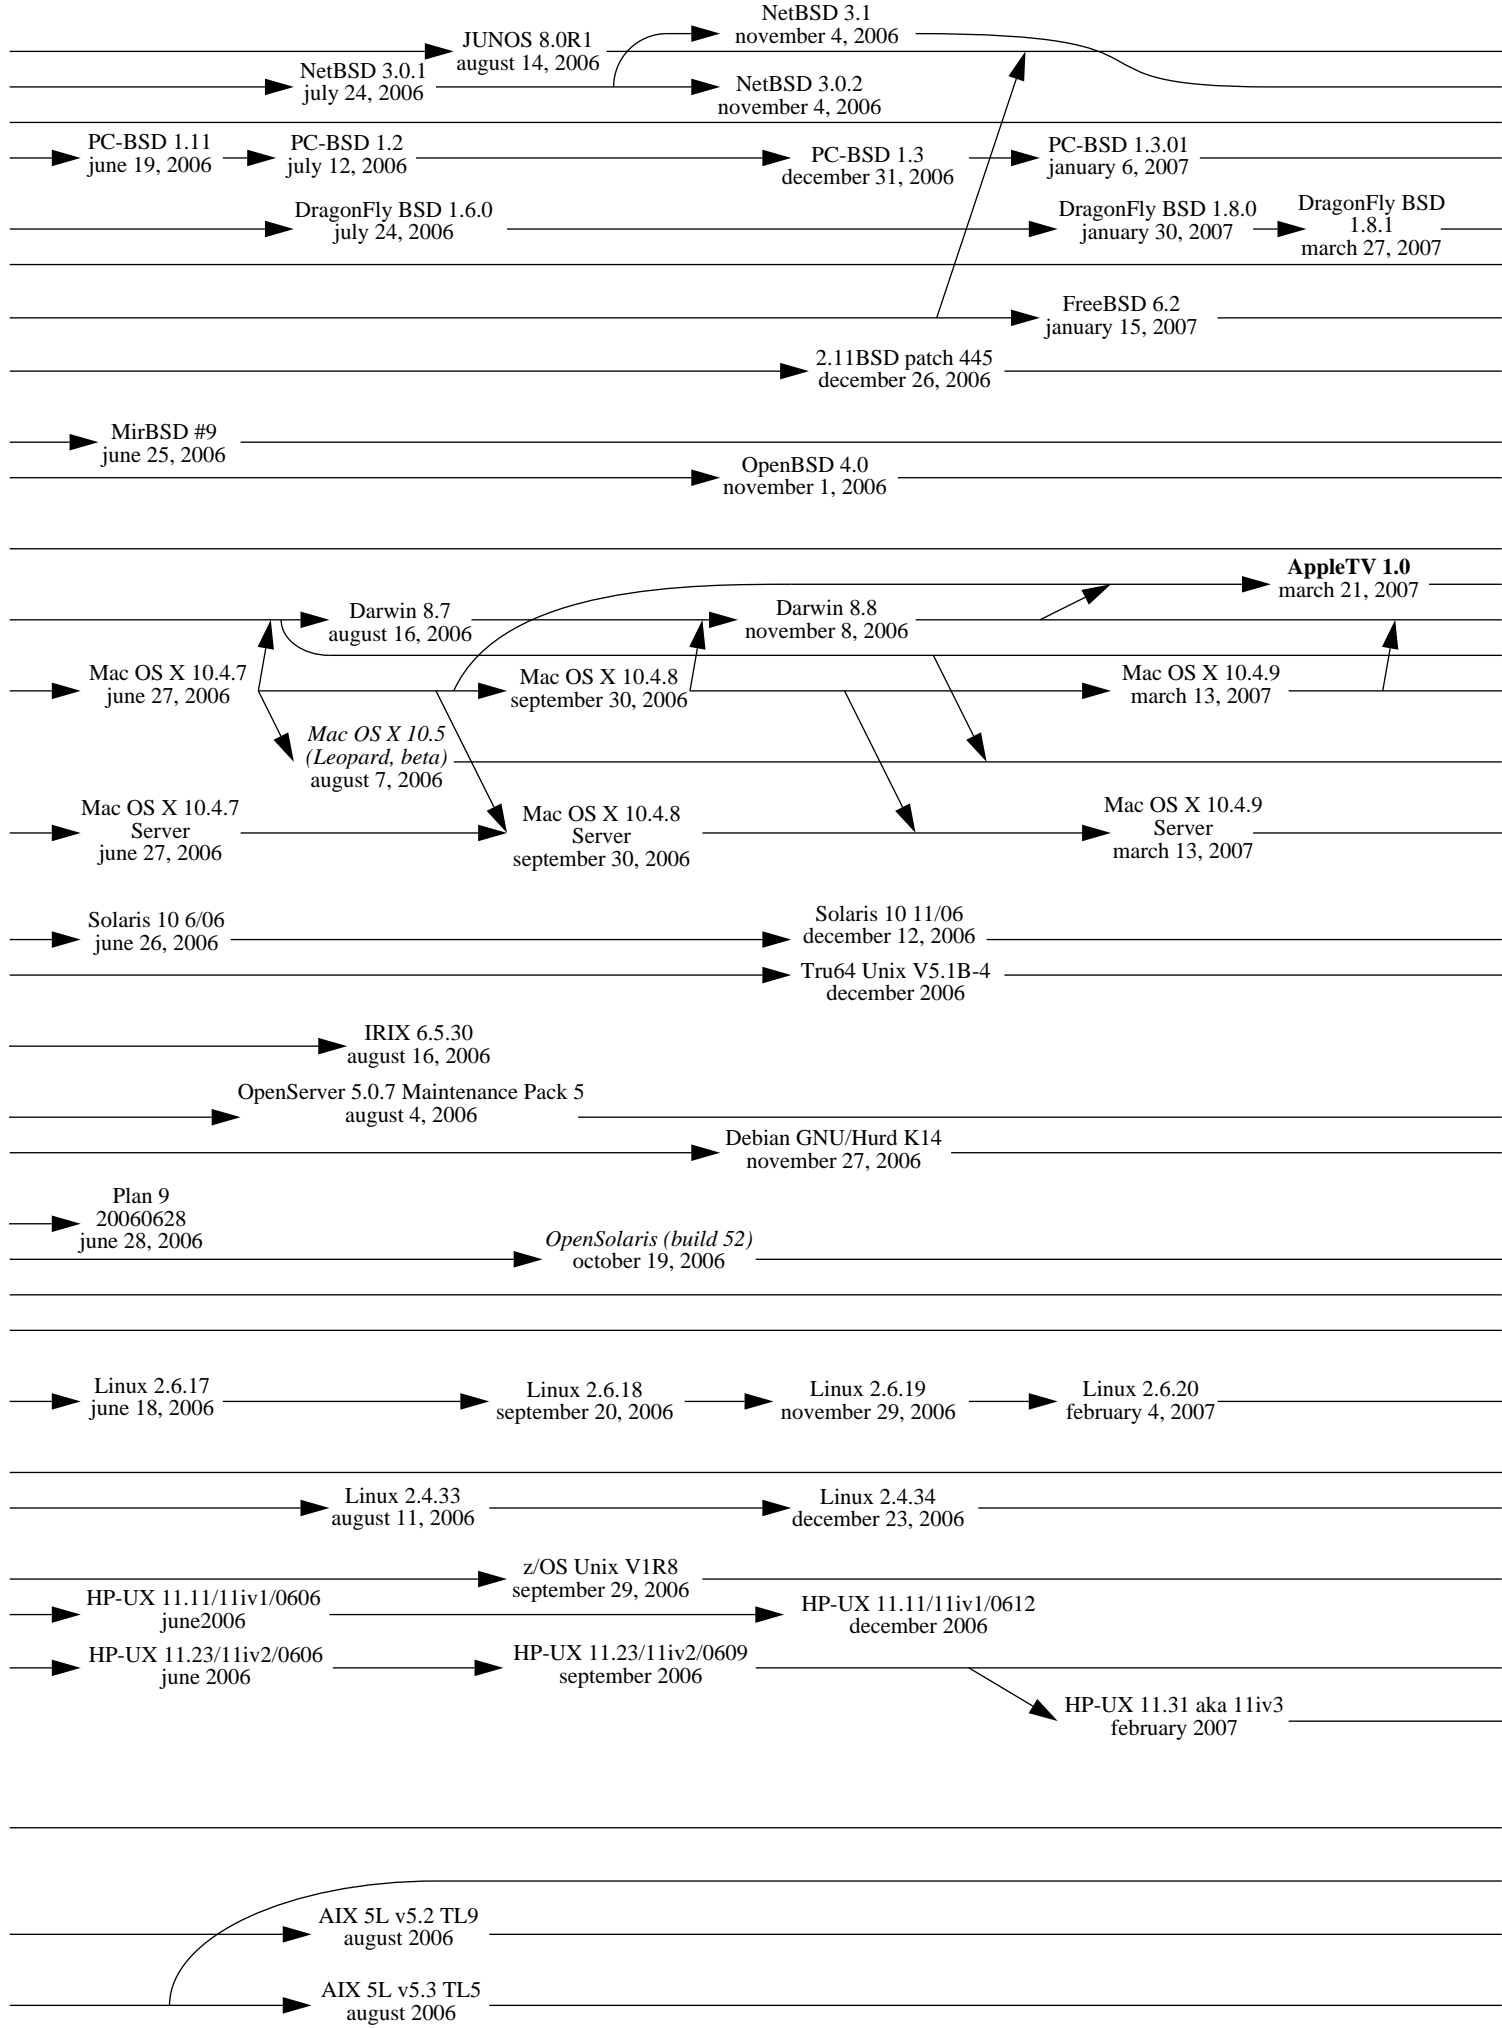 NetBSD 3.1
november 4, 2006
JUNOS 8.0R1
august 14, 2006
NetBSD 3.0.1
july 24, 2006
NetBSD 3.0.2
november 4, 2006
PC-BSD 1.11
june 19, 2006
PC-BSD 1.2
july 12, 2006
PC-BSD 1.3
december 31, 2006
PC-BSD 1.3.01
january 6, 2007
DragonFly BSD 1.6.0
july 24, 2006
DragonFly BSD 1.8.0
january 30, 2007
DragonFly BSD
1.8.1
march 27, 2007
FreeBSD 6.2
january 15, 2007
2.11BSD patch 445
december 26, 2006
MirBSD #9
june 25, 2006
OpenBSD 4.0
november 1, 2006
AppleTV 1.0
march 21, 2007
Darwin 8.7
august 16, 2006
Darwin 8.8
november 8, 2006
Mac OS X 10.4.7
june 27, 2006
Mac OS X 10.4.8
september 30, 2006
Mac OS X 10.4.9
march 13, 2007
Mac OS X 10.5
(Leopard, beta)
august 7, 2006
Mac OS X 10.4.7
Server
june 27, 2006
Mac OS X 10.4.8
Server
september 30, 2006
Mac OS X 10.4.9
Server
march 13, 2007
Solaris 10 6/06
june 26, 2006
Solaris 10 11/06
december 12, 2006
Tru64 Unix V5.1B-4
december 2006
IRIX 6.5.30
august 16, 2006
OpenServer 5.0.7 Maintenance Pack 5
august 4, 2006
Debian GNU/Hurd K14
november 27, 2006
Plan 9
20060628
june 28, 2006
OpenSolaris (build 52)
october 19, 2006
Linux 2.6.17
june 18, 2006
Linux 2.6.18
september 20, 2006
Linux 2.6.19
november 29, 2006
Linux 2.6.20
february 4, 2007
Linux 2.4.33
august 11, 2006
Linux 2.4.34
december 23, 2006
z/OS Unix V1R8
september 29, 2006
HP-UX 11.11/11iv1/0606
june2006
HP-UX 11.11/11iv1/0612
december 2006
HP-UX 11.23/11iv2/0606
june 2006
HP-UX 11.23/11iv2/0609
september 2006
HP-UX 11.31 aka 11iv3
february 2007
AIX 5L v5.2 TL9
august 2006
AIX 5L v5.3 TL5
august 2006